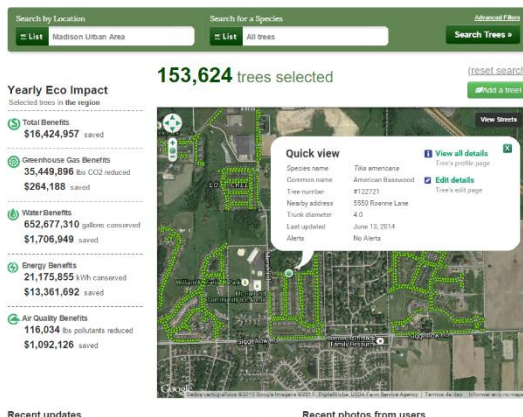 Search by Location
Search for a Species
Advanced Filters
List
Madison Urban Area
List
All trees
Search Trees »
153,624 trees selected
(reset search
Add a tree!
Yearly Eco Impact
Selected trees in the region
View Streets
Total Benefits
$16,424,957 saved
Greenhouse Gas Benefits
35,449,896 lbs CO2 reduced
$264,188 saved
Water Benefits
652,677,310 gallons conserved
$1,706,949 saved
Energy Benefits
21,175,855 kWh conserved
$13,361,692 saved
Air Quality Benefits
116,034 lbs pollutants reduced
$1,092,126 saved
Quick view
Species name Tilia americana
Common name American Basswood
Tree number #122721
Nearby address 5550 Roanne Lane
Trunk diameter 4.0
Last updated June 13, 2014
Alerts No Alerts
View all details
Tree's profile page
Edit details
Tree's edit page
Family Resource
Google
Termos de Uso
Recent updates
Recent photos from users